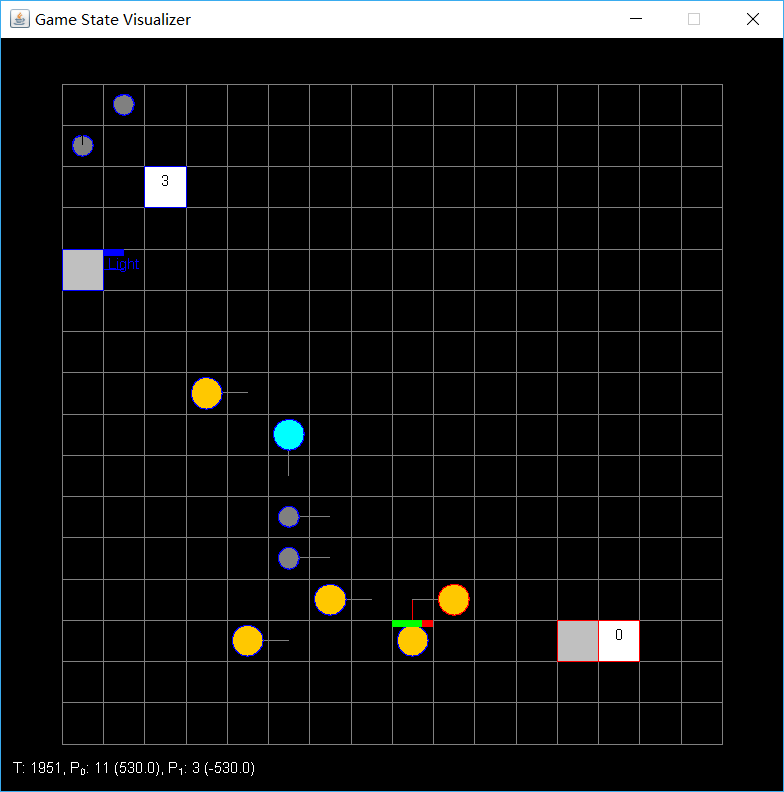 Game State Visualizer
3
Light
0
T: 1951, P₀: 11 (530.0), P₁: 3 (-530.0)